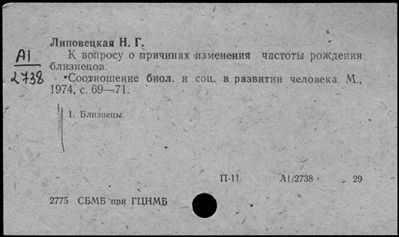 Липовецкая Н. Г.
A1
2738
К вопросу о причинах изменения частоты рождения
близнецов.
Соотношение биол. и соц. в развитии человека. М.,
1974, с. 69—71.
1. Близнецы.
П-11 А1/2738 29
2775 СБМБ при ГЦНМБ